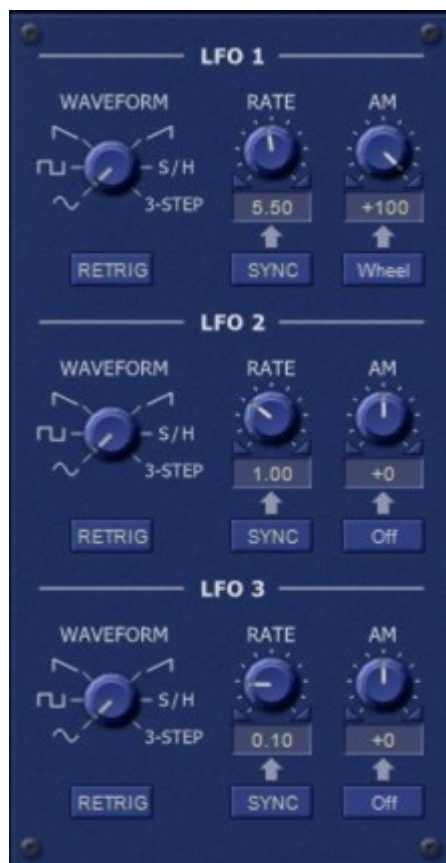 LFO 1
WAVEFORM RATE AM
S/H
3-STEP
5.50 +100
RETRIG SYNC Wheel
LFO 2
WAVEFORM RATE AM
S/H
3-STEP
1.00 +0
RETRIG SYNC Off
LFO 3
WAVEFORM RATE AM
S/H
3-STEP
0.10 +0
RETRIG SYNC Off